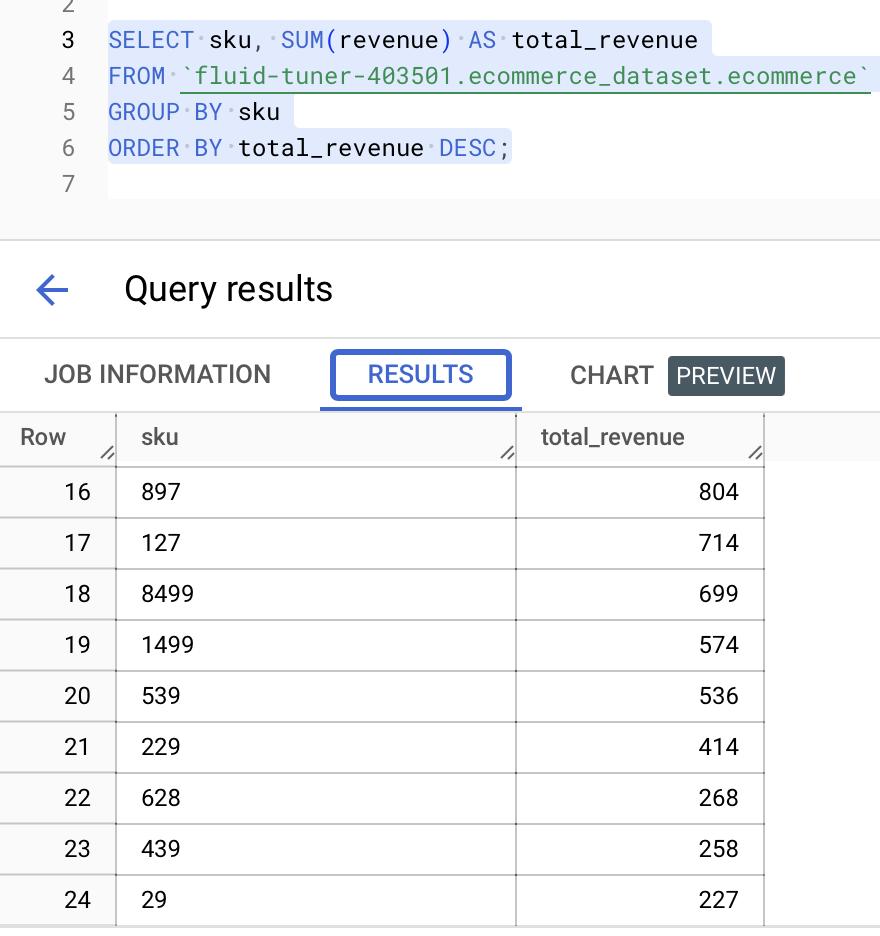 2
3 SELECT sku, SUM(revenue) AS total_revenue
4 FROM `fluid-tuner-403501.ecommerce_dataset.ecommerce`
5 GROUP BY sku
6 ORDER BY total_revenue DESC;
7
Query results
JOB INFORMATION RESULTS CHART PREVIEW
Row sku total_revenue
16 897 804
17 127 714
18 8499 699
19 1499 574
20 539 536
21 229 414
22 628 268
23 439 258
24 29 227